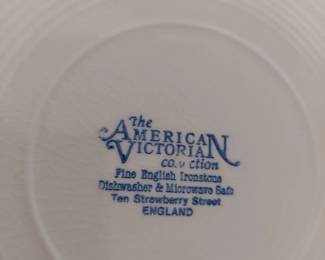 The
AMERICAN
VICTORIAN
Fine English Ironstone
Dishwasher & Microwave Safe
Ten Strawberry Street
ENGLAND